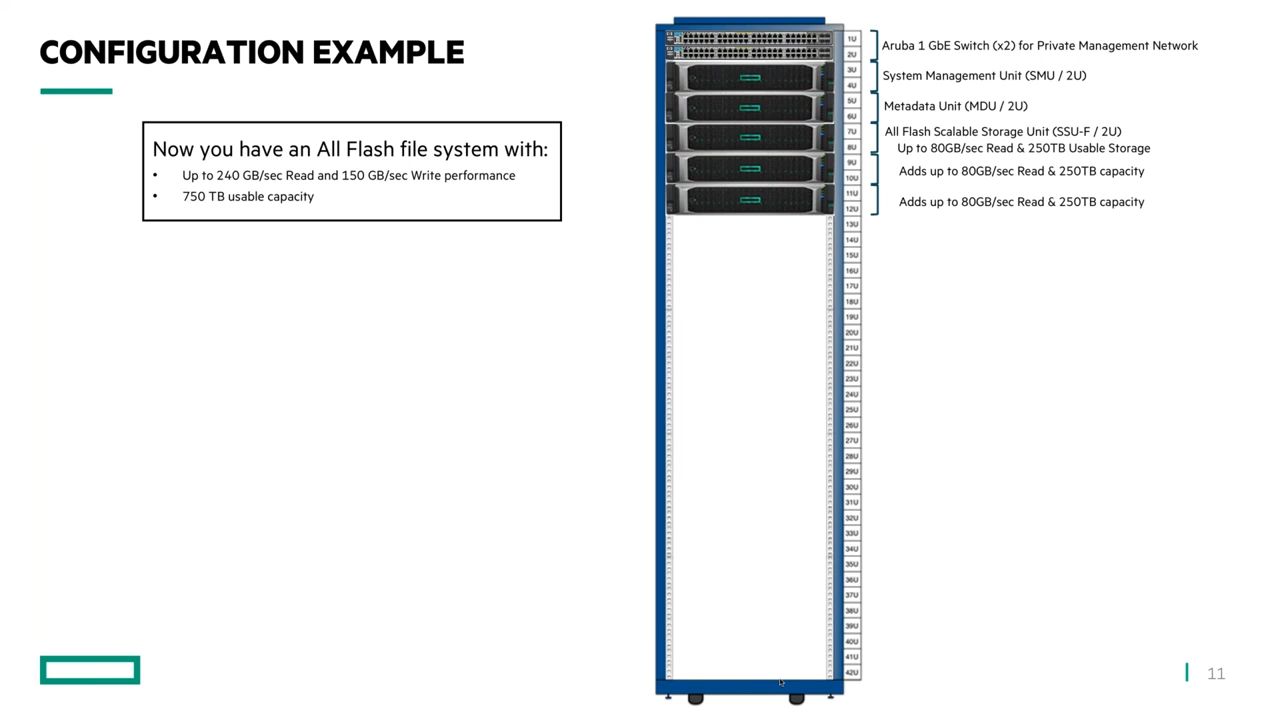 CONFIGURATION EXAMPLE
Now you have an All Flash file system with:
• Up to 240 GB/sec Read and 150 GB/sec Write performance
• 750 TB usable capacity
1U
2U
3U
4U
5U
6U
7U
8U
9U
10U
11U
12U
13U
14U
15U
16U
17U
18U
19U
20U
21U
22U
23U
24U
25U
26U
27U
28U
29U
30U
31U
32U
33U
34U
35U
36U
37U
38U
39U
40U
41U
42U
Aruba 1 GbE Switch (x2) for Private Management Network
System Management Unit (SMU / 2U)
Metadata Unit (MDU / 2U)
All Flash Scalable Storage Unit (SSU-F / 2U)
Up to 80GB/sec Read & 250TB Usable Storage
Adds up to 80GB/sec Read & 250TB capacity
Adds up to 80GB/sec Read & 250TB capacity
11